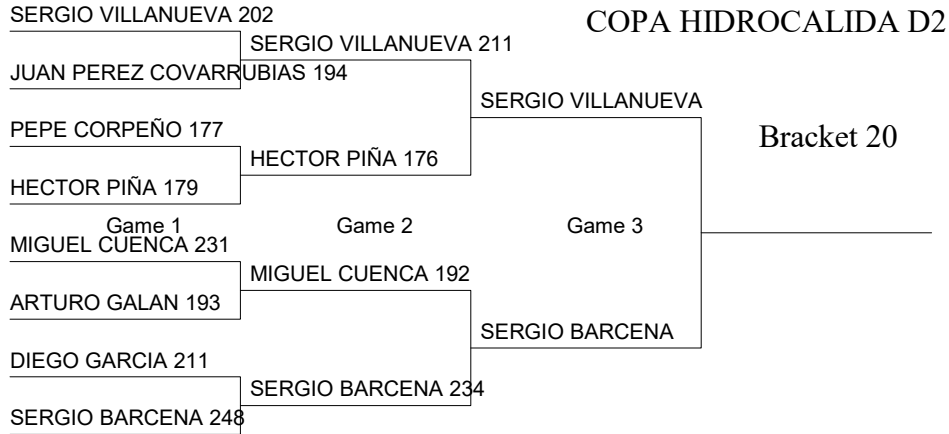 SERGIO VILLANUEVA 202
COPA HIDROCALIDA D2
SERGIO VILLANUEVA 211
JUAN PEREZ COVARRUBIAS 194
SERGIO VILLANUEVA
PEPE CORPEÑO 177
Bracket 20
HECTOR PIÑA 176
HECTOR PIÑA 179
Game 1
Game 2
Game 3
MIGUEL CUENCA 231
MIGUEL CUENCA 192
ARTURO GALAN 193
SERGIO BARCENA
DIEGO GARCIA 211
SERGIO BARCENA 234
SERGIO BARCENA 248